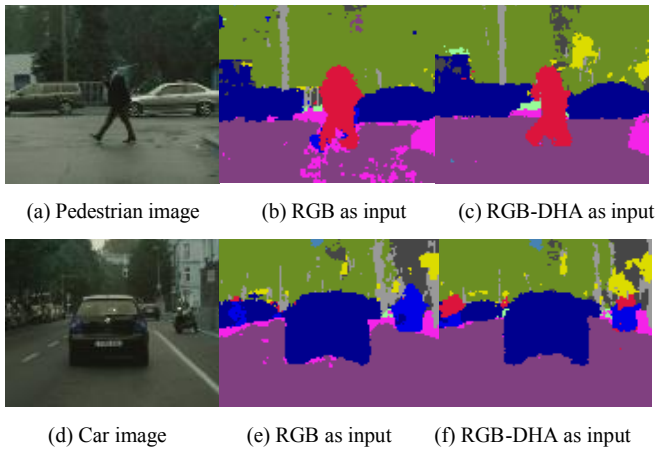 (a) Pedestrian image (b) RGB as input (c) RGB-DHA as input
(d) Car image (e) RGB as input (f) RGB-DHA as input